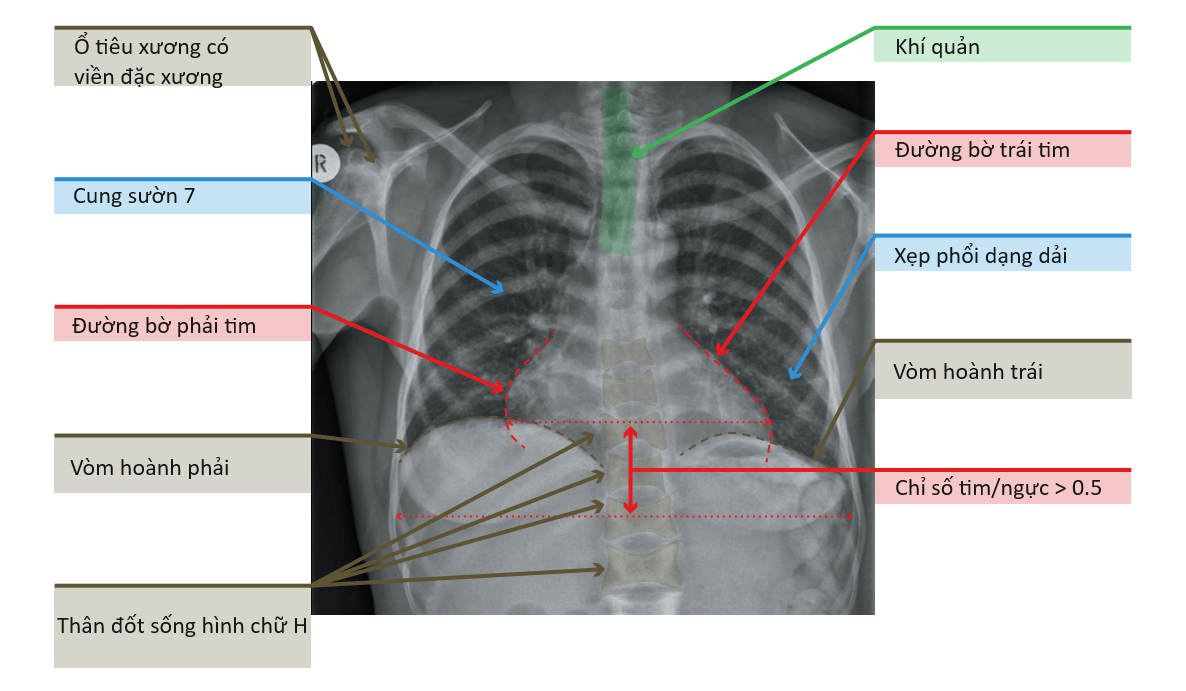 Ổ tiêu xương có
viền đặc xương
Cung sườn 7
Đường bờ phải tim
Vòm hoành phải
Thân đốt sống hình chữ H
R
Khí quản
Đường bờ trái tim
Xẹp phổi dạng dải
Vòm hoành trái
Chỉ số tim/ngực > 0.5